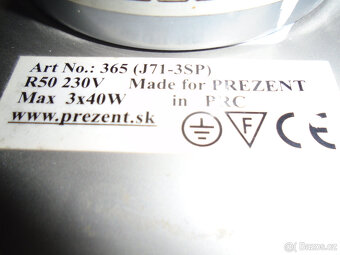 Art No.: 365 (J71-3SP)
R50 230V Made for PREZENT
Max 3x40W in PRC
www.prezent.sk
F CE
© Bazos.cz